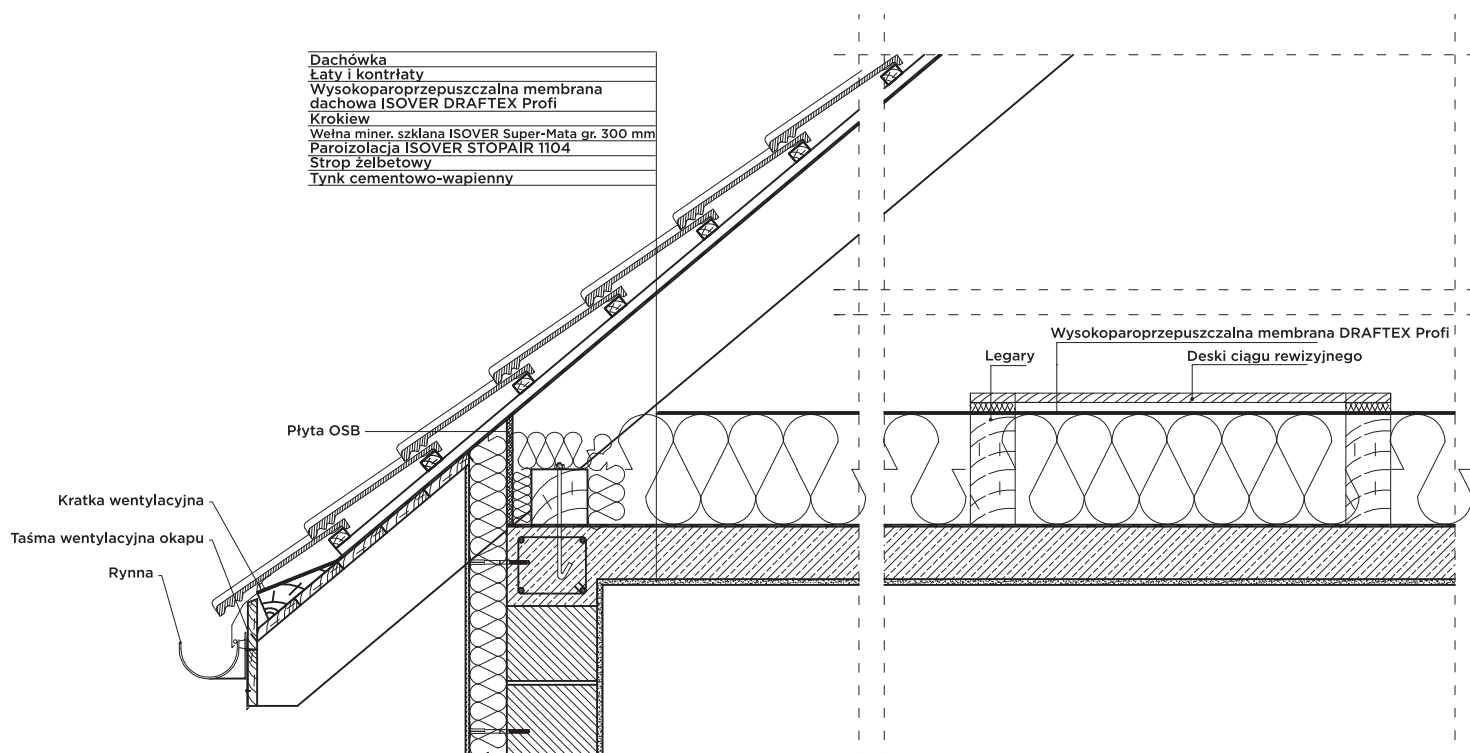 Dachówka
Łaty i kontrłaty
Wysokoparoprzepuszczalna membrana
dachowa ISOVER DRAFTEX Profi
Krokiew
Wełna miner. szklana ISOVER Super-Mata gr. 300 mm
Paroizolacja ISOVER STOPAIR 1104
Strop żelbetowy
Tynk cementowo-wapienny
Wysokoparoprzepuszczalna membrana DRAFTEX Profi
Legary
Deski ciągu rewizyjnego
Płyta OSB
Kratka wentylacyjna
Taśma wentylacyjna okapu
Rynna